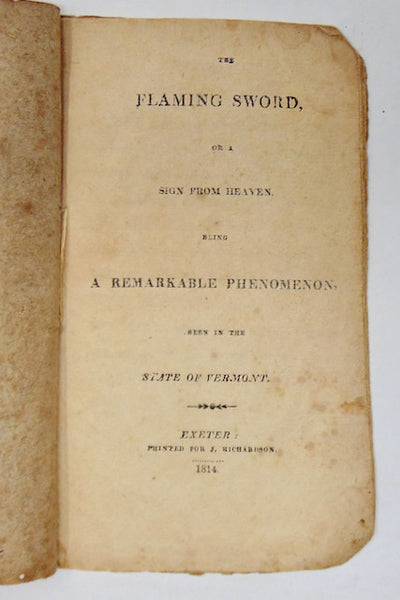 THE
FLAMING SWORD,
OR A
SIGN FROM HEAVEN.
BEING
A REMARKABLE PHENOMENON,
SEEN IN THE
STATE OF VERMONT.
EXETER:
PRINTED FOR J. RICHARDSON.
1814.